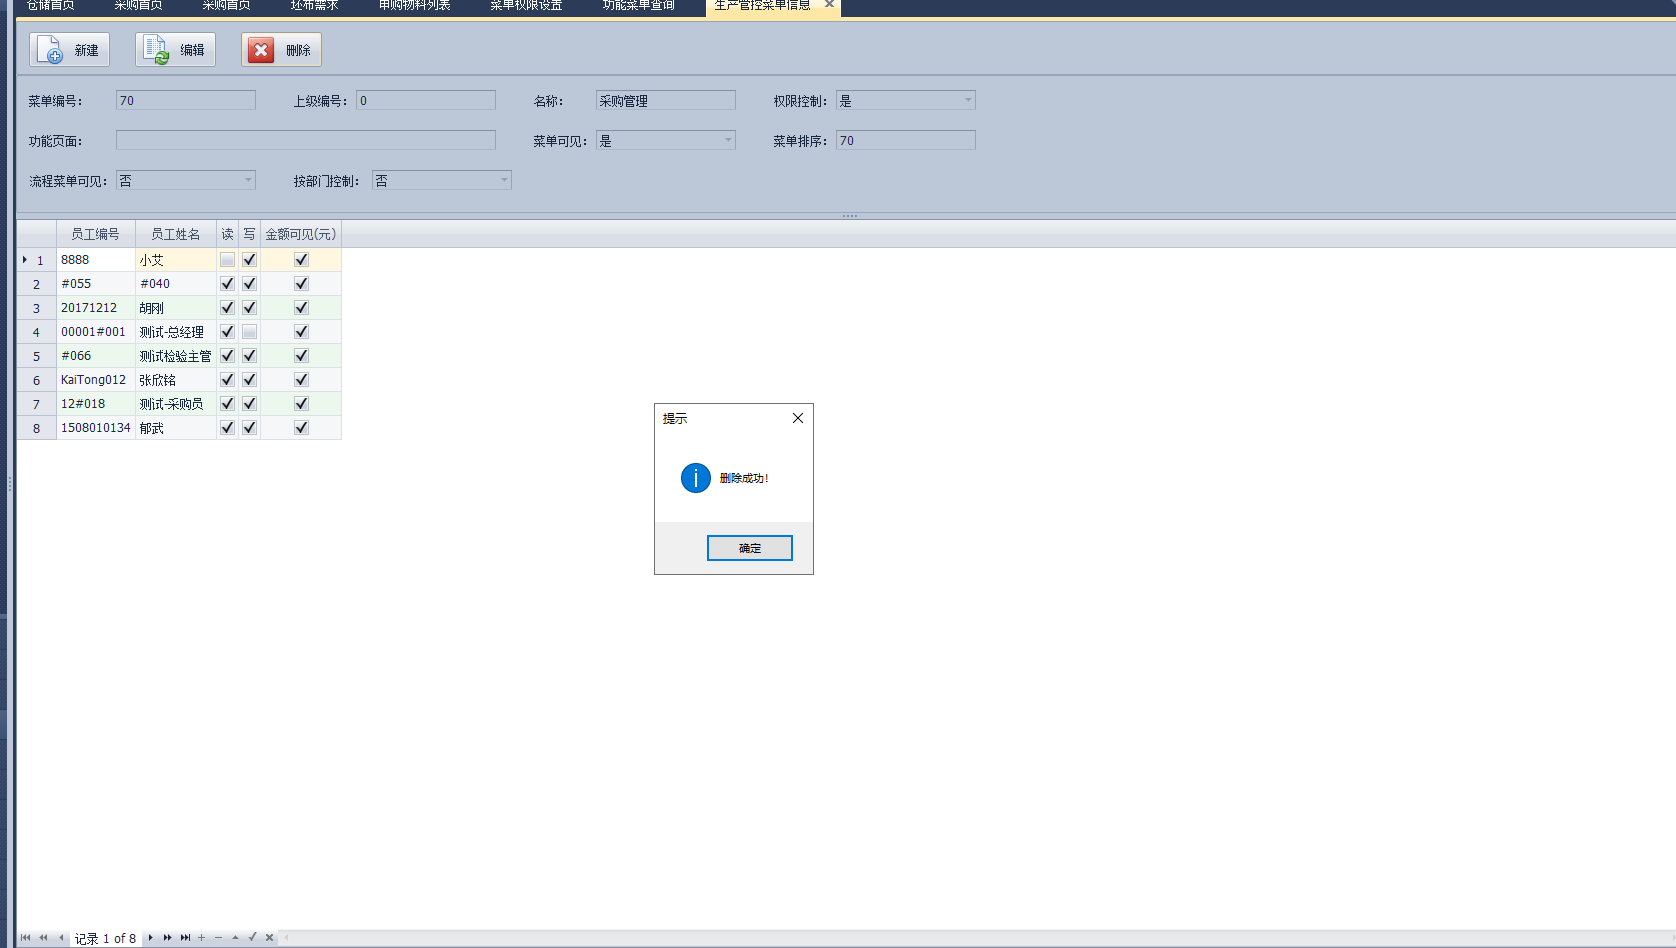 仓储首页 采购首页 采购首页 坯布需求 申购物料列表 菜单权限设置 功能菜单查询 生产管控菜单信息
新建 编辑 删除
菜单编号： 70 上级编号： 0 名称： 采购管理 权限控制： 是
功能页面： 菜单可见： 是 菜单排序： 70
流程菜单可见： 否 按部门控制： 否
员工编号 员工姓名 读 写 金额可见(元)
1 8888 小艾
2 #055 #040
3 20171212 胡刚
4 00001#001 测试-总经理
5 #066 测试检验主管
6 KaiTong012 张欣铭
7 12#018 测试-采购员
8 1508010134 郁武
提示
删除成功！
确定
记录 1 of 8